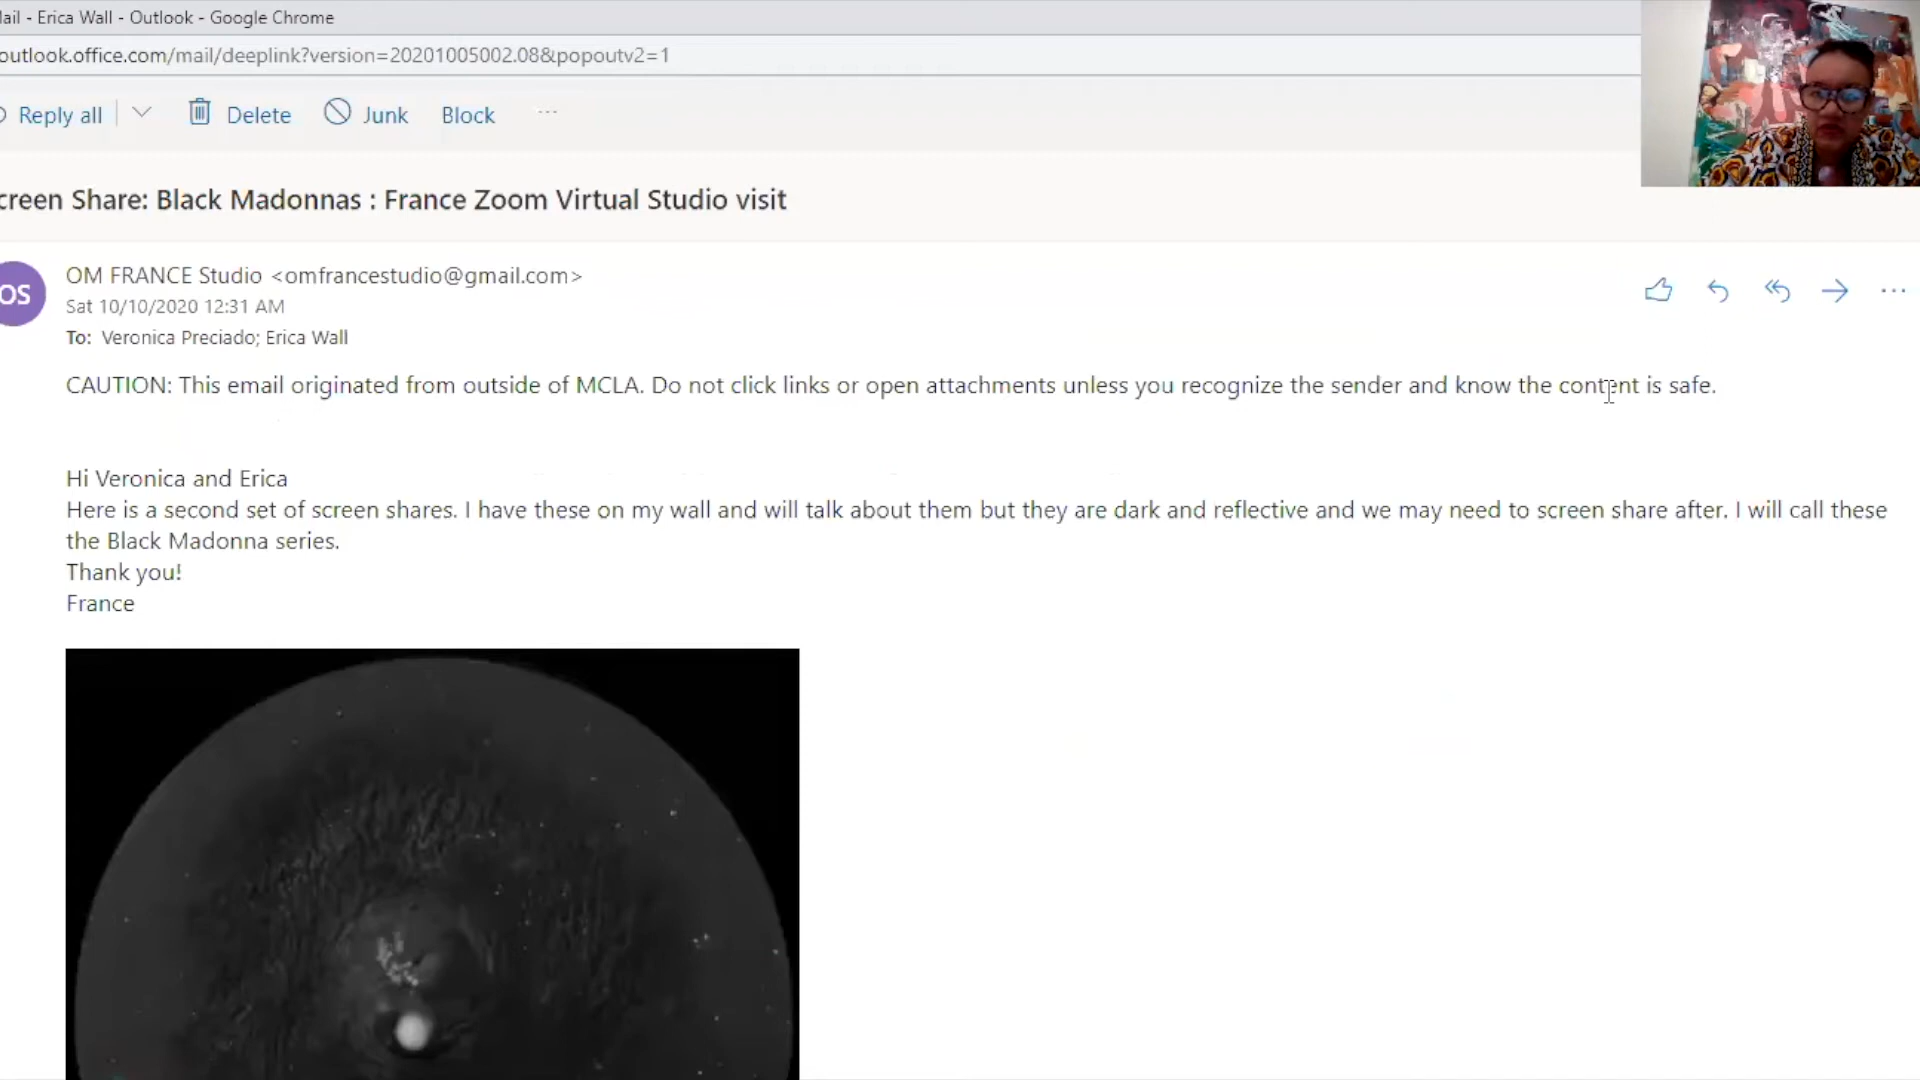 ail - Erica Wall - Outlook - Google Chrome
outlook.office.com/mail/deeplink?version=20201005002.08&popoutv2=1
Reply all Delete Junk Block ...
creen Share: Black Madonnas : France Zoom Virtual Studio visit
OS
OM FRANCE Studio <omfrancestudio@gmail.com>
Sat 10/10/2020 12:31 AM
To: Veronica Preciado; Erica Wall
CAUTION: This email originated from outside of MCLA. Do not click links or open attachments unless you recognize the sender and know the content is safe.
Hi Veronica and Erica
Here is a second set of screen shares. I have these on my wall and will talk about them but they are dark and reflective and we may need to screen share after. I will call these
the Black Madonna series.
Thank you!
France